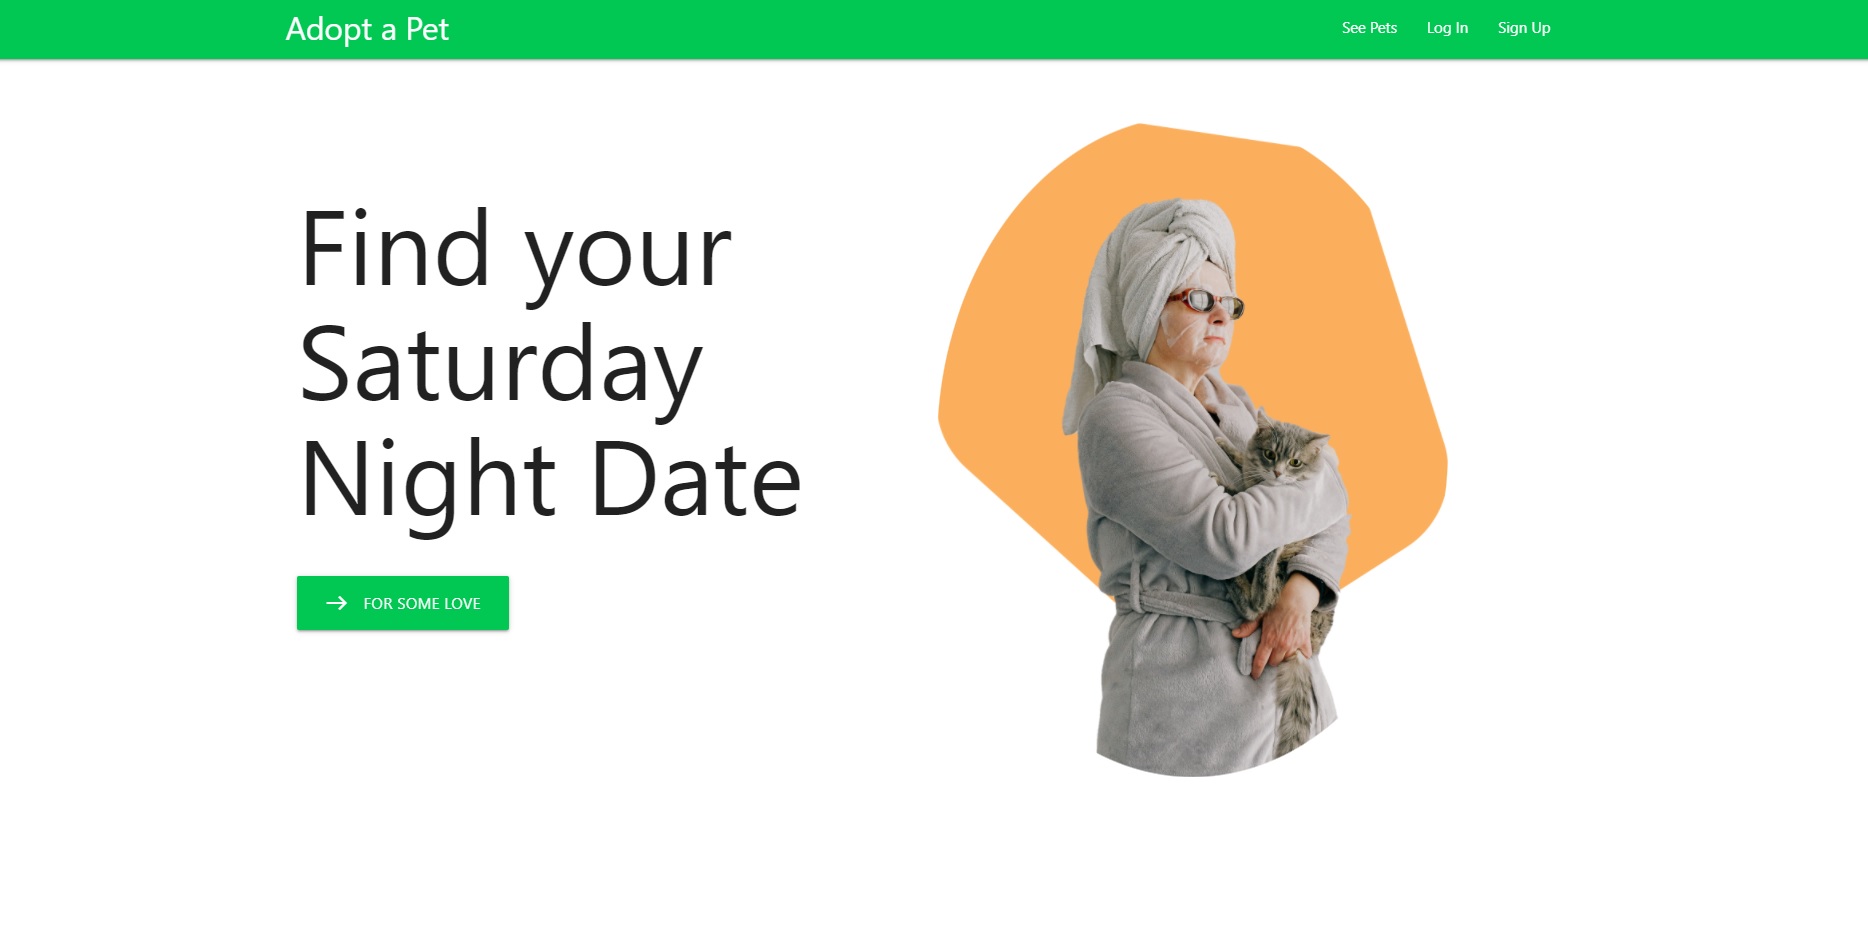 Adopt a Pet
See Pets
Log In
Sign Up
Find your
Saturday
Night Date
FOR SOME LOVE